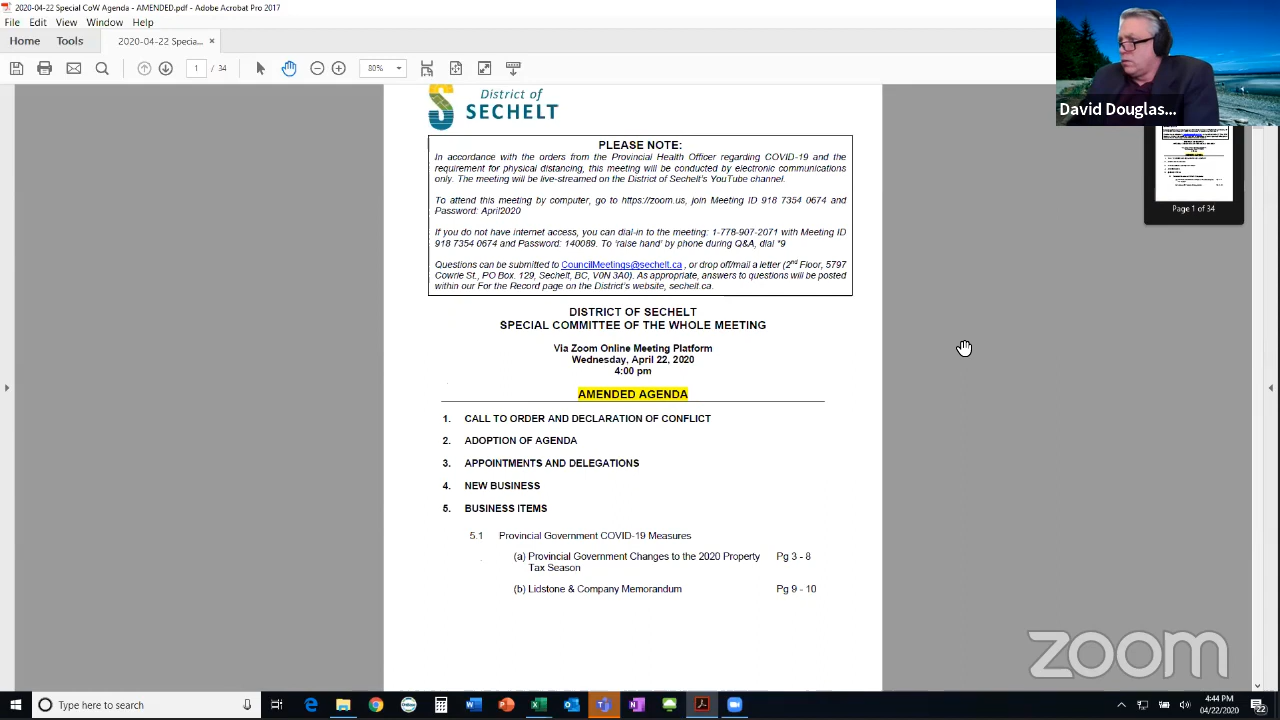 2020-04-22 Special CoW Agenda - AMENDED.pdf - Adobe Acrobat Pro 2017
File Edit View Window Help
Home Tools 2020-04-22 Specia... ×
1 / 34 80%
David Douglas...
Page 1 of 34
District of
SECHELT
PLEASE NOTE:
In accordance with the orders from the Provincial Health Officer regarding COVID-19 and the
requirement for physical distancing, this meeting will be conducted by electronic communications
only. The meeting will be live-streamed on the District of Sechelt's YouTube channel.
To attend this meeting by computer, go to https://zoom.us, join Meeting ID 918 7354 0674 and
Password: April2020
If you do not have internet access, you can dial-in to the meeting: 1-778-907-2071 with Meeting ID
918 7354 0674 and Password: 140089. To 'raise hand' by phone during Q&A, dial *9
Questions can be submitted to CouncilMeetings@sechelt.ca , or drop off/mail a letter (2nd Floor, 5797
Cowrie St., PO Box. 129, Sechelt, BC, V0N 3A0). As appropriate, answers to questions will be posted
within our For the Record page on the District's website, sechelt.ca.
DISTRICT OF SECHELT
SPECIAL COMMITTEE OF THE WHOLE MEETING
Via Zoom Online Meeting Platform
Wednesday, April 22, 2020
4:00 pm
AMENDED AGENDA
1. CALL TO ORDER AND DECLARATION OF CONFLICT
2. ADOPTION OF AGENDA
3. APPOINTMENTS AND DELEGATIONS
4. NEW BUSINESS
5. BUSINESS ITEMS
5.1 Provincial Government COVID-19 Measures
(a) Provincial Government Changes to the 2020 Property Pg 3 - 8
Tax Season
(b) Lidstone & Company Memorandum Pg 9 - 10
zoom
Type here to search
4:44 PM
04/22/2020
22